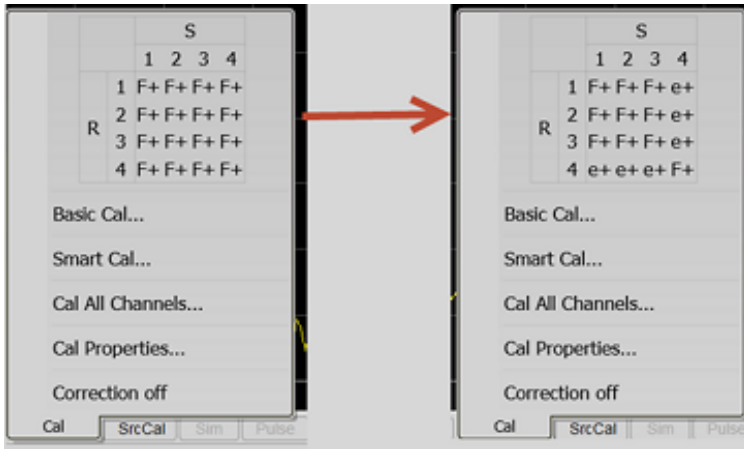 S
1 2 3 4
1 F+ F+ F+ F+
2 F+ F+ F+ F+
R
3 F+ F+ F+ F+
4 F+ F+ F+ F+
Basic Cal...
Smart Cal...
Cal All Channels...
Cal Properties...
Correction off
Cal SrcCal Sim Pulse
S
1 2 3 4
1 F+ F+ F+ e+
2 F+ F+ F+ e+
R
3 F+ F+ F+ e+
4 e+ e+ e+ F+
Basic Cal...
Smart Cal...
Cal All Channels...
Cal Properties...
Correction off
Cal SrcCal Sim Pulse